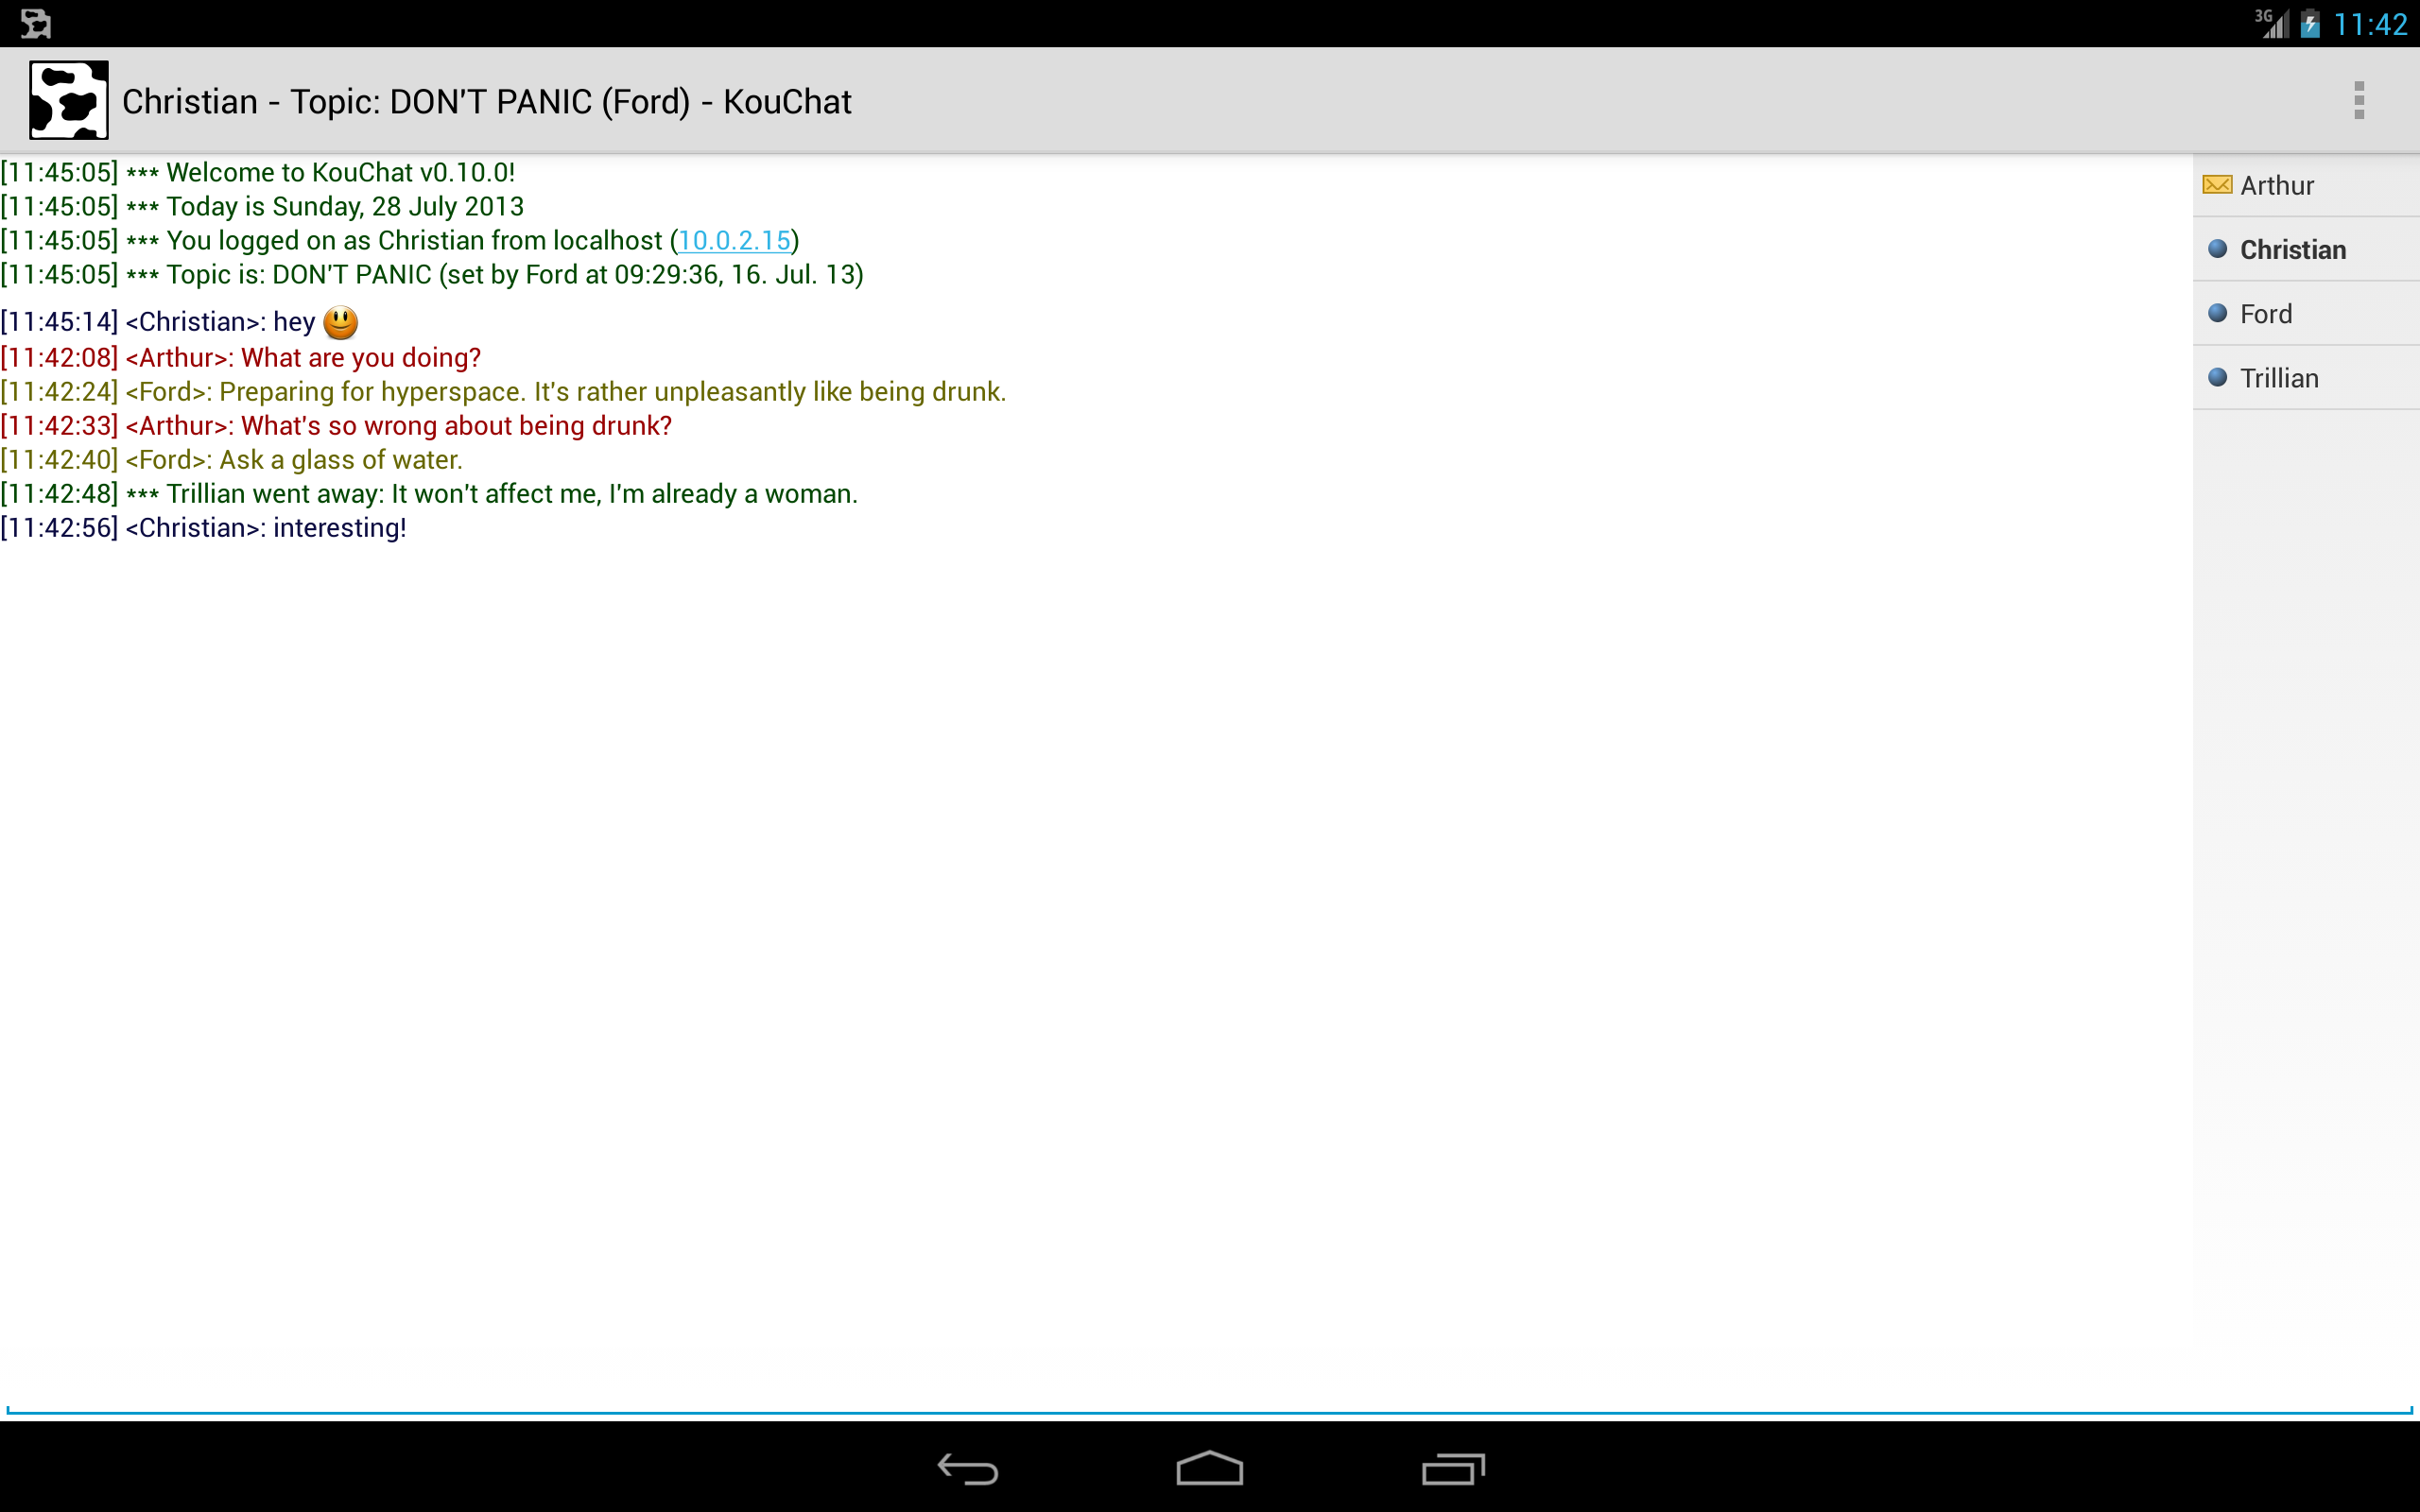 3G 11:42
Christian - Topic: DON'T PANIC (Ford) - KouChat
[11:45:05] *** Welcome to KouChat v0.10.0!
[11:45:05] *** Today is Sunday, 28 July 2013
[11:45:05] *** You logged on as Christian from localhost (10.0.2.15)
[11:45:05] *** Topic is: DON'T PANIC (set by Ford at 09:29:36, 16. Jul. 13)
[11:45:14] <Christian>: hey
[11:42:08] <Arthur>: What are you doing?
[11:42:24] <Ford>: Preparing for hyperspace. It's rather unpleasantly like being drunk.
[11:42:33] <Arthur>: What's so wrong about being drunk?
[11:42:40] <Ford>: Ask a glass of water.
[11:42:48] *** Trillian went away: It won't affect me, I'm already a woman.
[11:42:56] <Christian>: interesting!
Arthur
Christian
Ford
Trillian